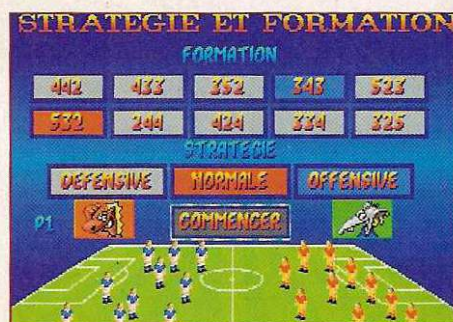 STRATEGIE ET FORMATION
FORMATION
442 433 352 343 523
532 244 424 334 325
STRATEGIE
DEFENSIVE NORMALE OFFENSIVE
P1 COMMENCER